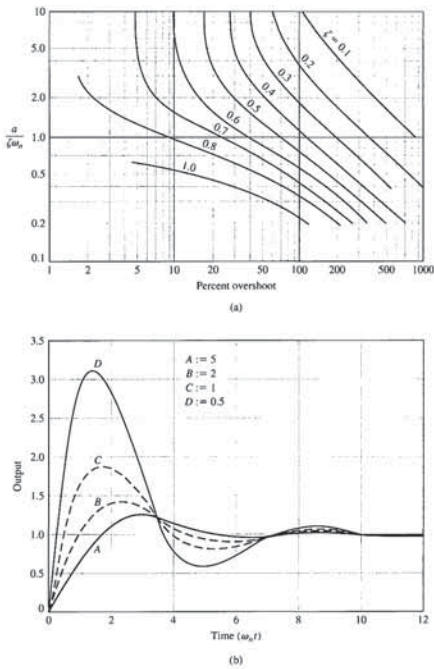 10
5.0
2.0
1.0
0.5
0.2
0.1
a
ζωn
ζ = 0.1
0.2
0.3
0.4
0.5
0.6
0.7
0.8
1.0
1 2 5 10 20 50 100 200 500 1000
Percent overshoot
(a)
3.5
3.0
2.5
2.0
1.5
1.0
0.5
0
Output
D
C
B
A
A := 5
B := 2
C := 1
D := 0.5
0 2 4 6 8 10 12
Time (ωn t)
(b)